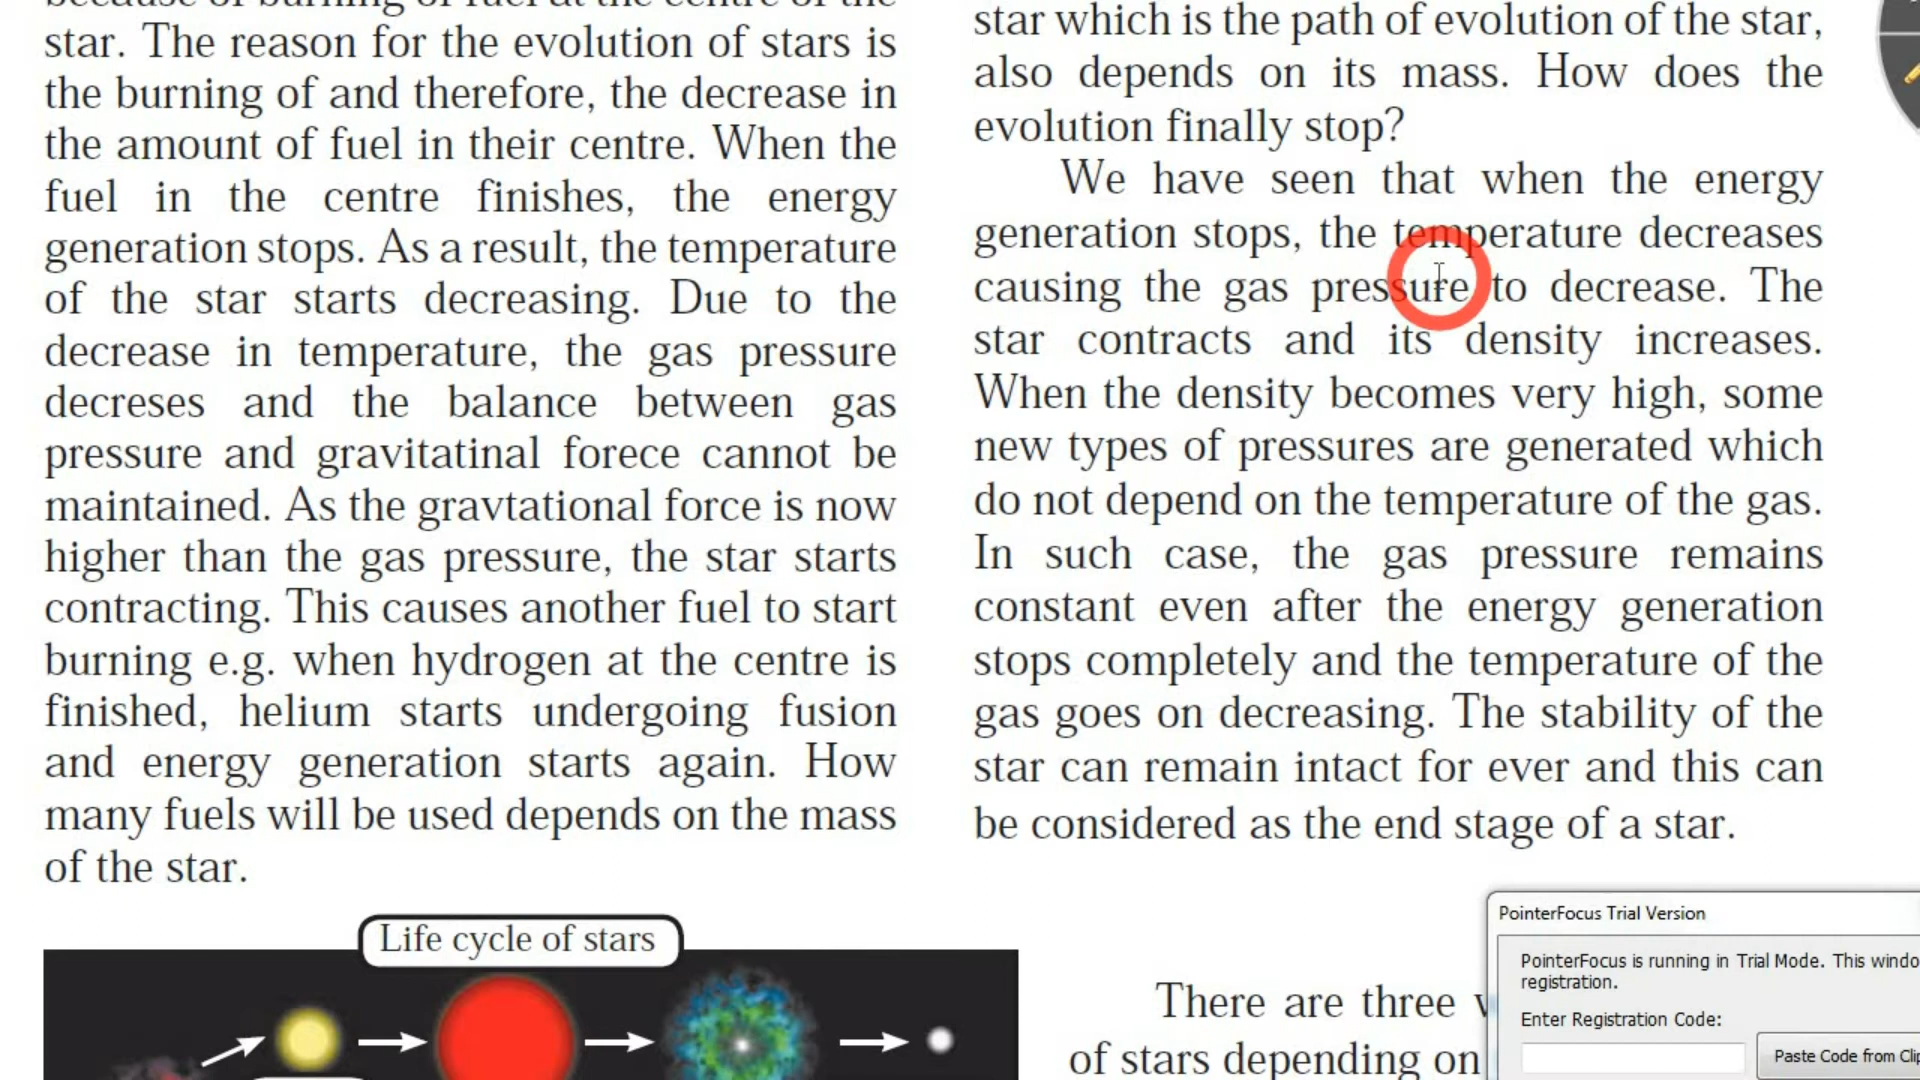 star. The reason for the evolution of stars is
the burning of and therefore, the decrease in
the amount of fuel in their centre. When the
fuel in the centre finishes, the energy
generation stops. As a result, the temperature
of the star starts decreasing. Due to the
decrease in temperature, the gas pressure
decreses and the balance between gas
pressure and gravitatinal forece cannot be
maintained. As the gravtational force is now
higher than the gas pressure, the star starts
contracting. This causes another fuel to start
burning e.g. when hydrogen at the centre is
finished, helium starts undergoing fusion
and energy generation starts again. How
many fuels will be used depends on the mass
of the star.
star which is the path of evolution of the star,
also depends on its mass. How does the
evolution finally stop?
We have seen that when the energy
generation stops, the temperature decreases
causing the gas pressure to decrease. The
star contracts and its density increases.
When the density becomes very high, some
new types of pressures are generated which
do not depend on the temperature of the gas.
In such case, the gas pressure remains
constant even after the energy generation
stops completely and the temperature of the
gas goes on decreasing. The stability of the
star can remain intact for ever and this can
be considered as the end stage of a star.
Life cycle of stars
There are three
of stars depending on
PointerFocus Trial Version
PointerFocus is running in Trial Mode. This
registration.
Enter Registration Code:
Paste Code from